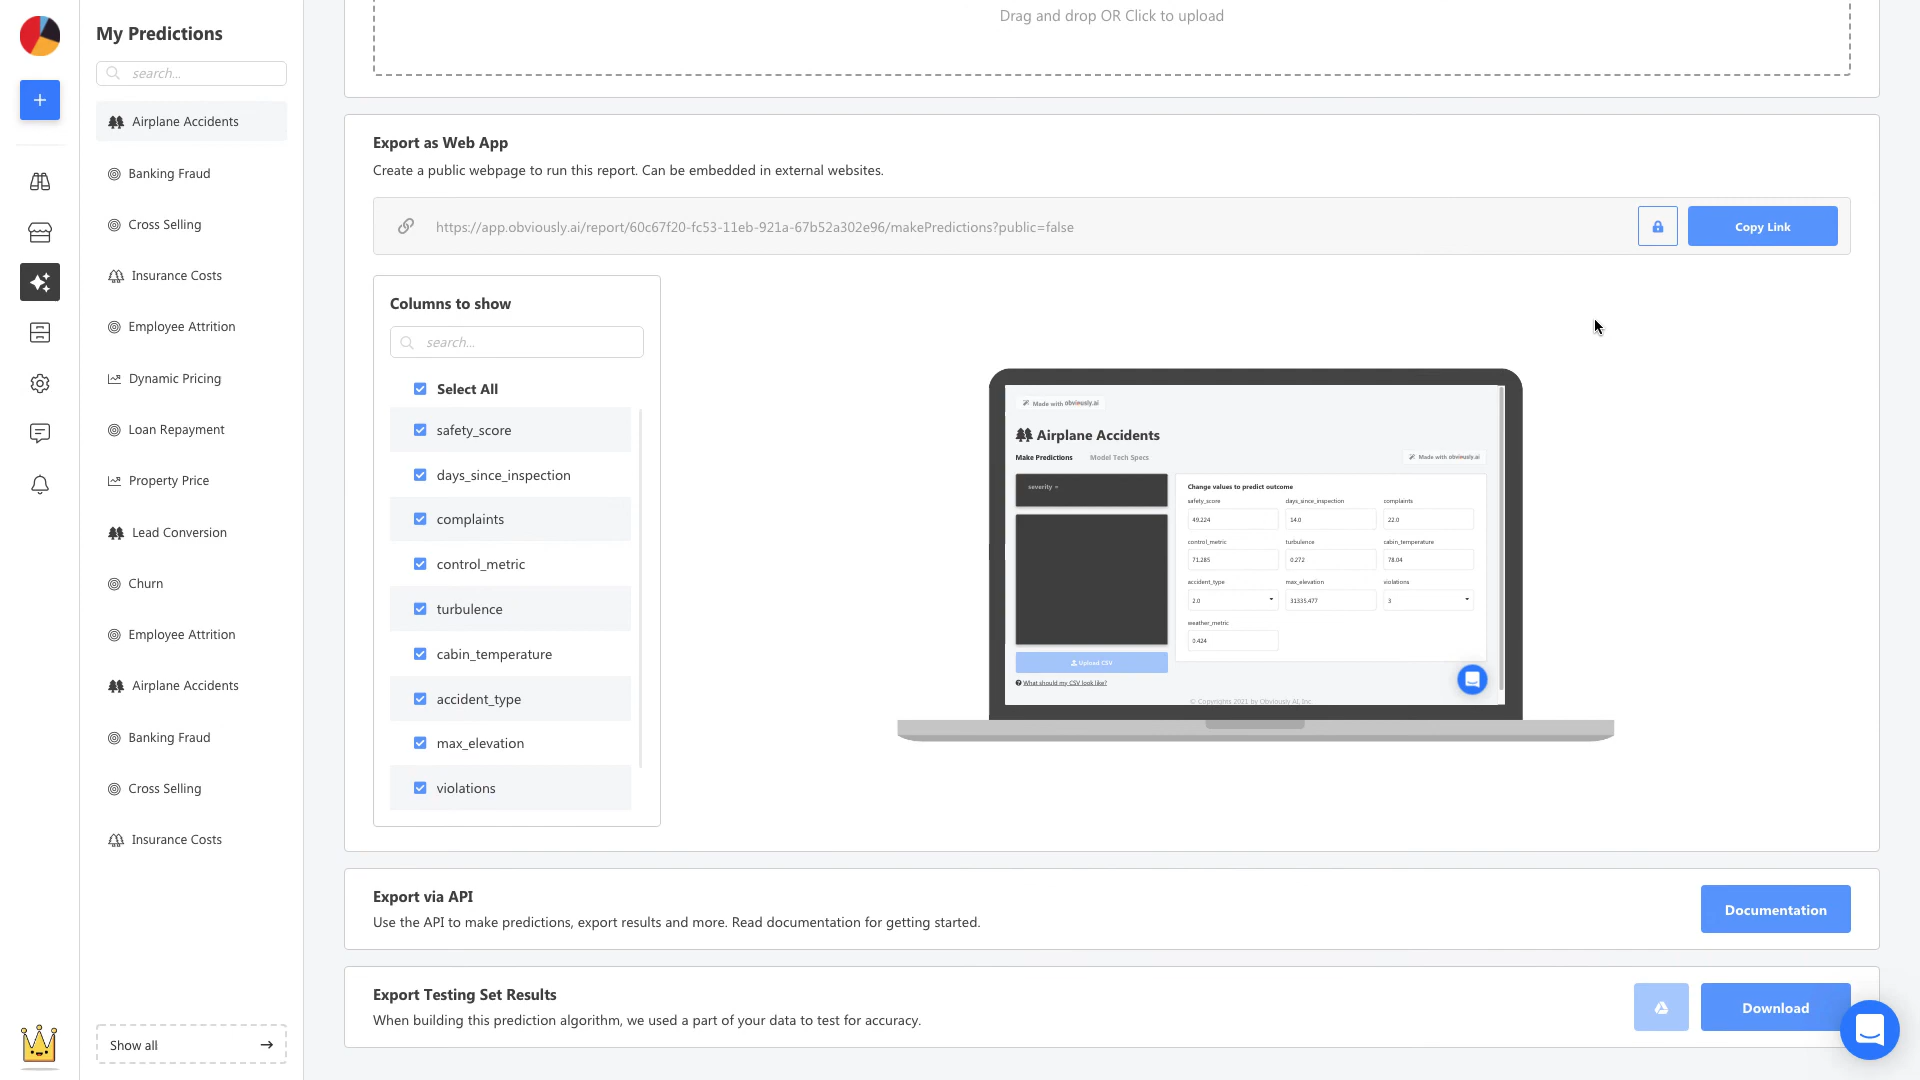 My Predictions
search...
Airplane Accidents
Banking Fraud
Cross Selling
Insurance Costs
Employee Attrition
Dynamic Pricing
Loan Repayment
Property Price
Lead Conversion
Churn
Employee Attrition
Airplane Accidents
Banking Fraud
Cross Selling
Insurance Costs
Show all
Drag and drop OR Click to upload
Export as Web App
Create a public webpage to run this report. Can be embedded in external websites.
https://app.obviously.ai/report/60c67f20-fc53-11eb-921a-67b52a302e96/makePredictions?public=false
Copy Link
Columns to show
search...
Select All
safety_score
days_since_inspection
complaints
control_metric
turbulence
cabin_temperature
accident_type
max_elevation
violations
Made with obviously.ai
Airplane Accidents
Make Predictions Model Tech Specs
Made with obviously.ai
severity =
Upload CSV
What should my CSV look like?
Change values to predict outcome
safety_score days_since_inspection complaints
49.224 14.0 22.0
control_metric turbulence cabin_temperature
71.285 0.272 78.04
accident_type max_elevation violations
2.0 31335.477 3
weather_metric
0.424
© Copyrights 2021 by Obviously AI, Inc
Export via API
Use the API to make predictions, export results and more. Read documentation for getting started.
Documentation
Export Testing Set Results
When building this prediction algorithm, we used a part of your data to test for accuracy.
Download